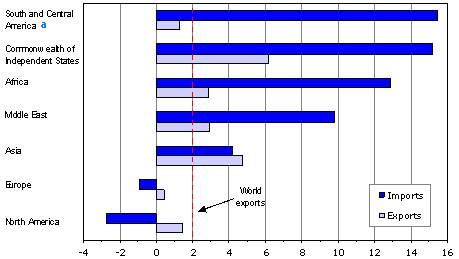 South and Central
America a
Commonwealth of
Independent States
Africa
Middle East
Asia
Europe
North America
World
exports
Imports
Exports
-4 -2 0 2 4 6 8 10 12 14 16